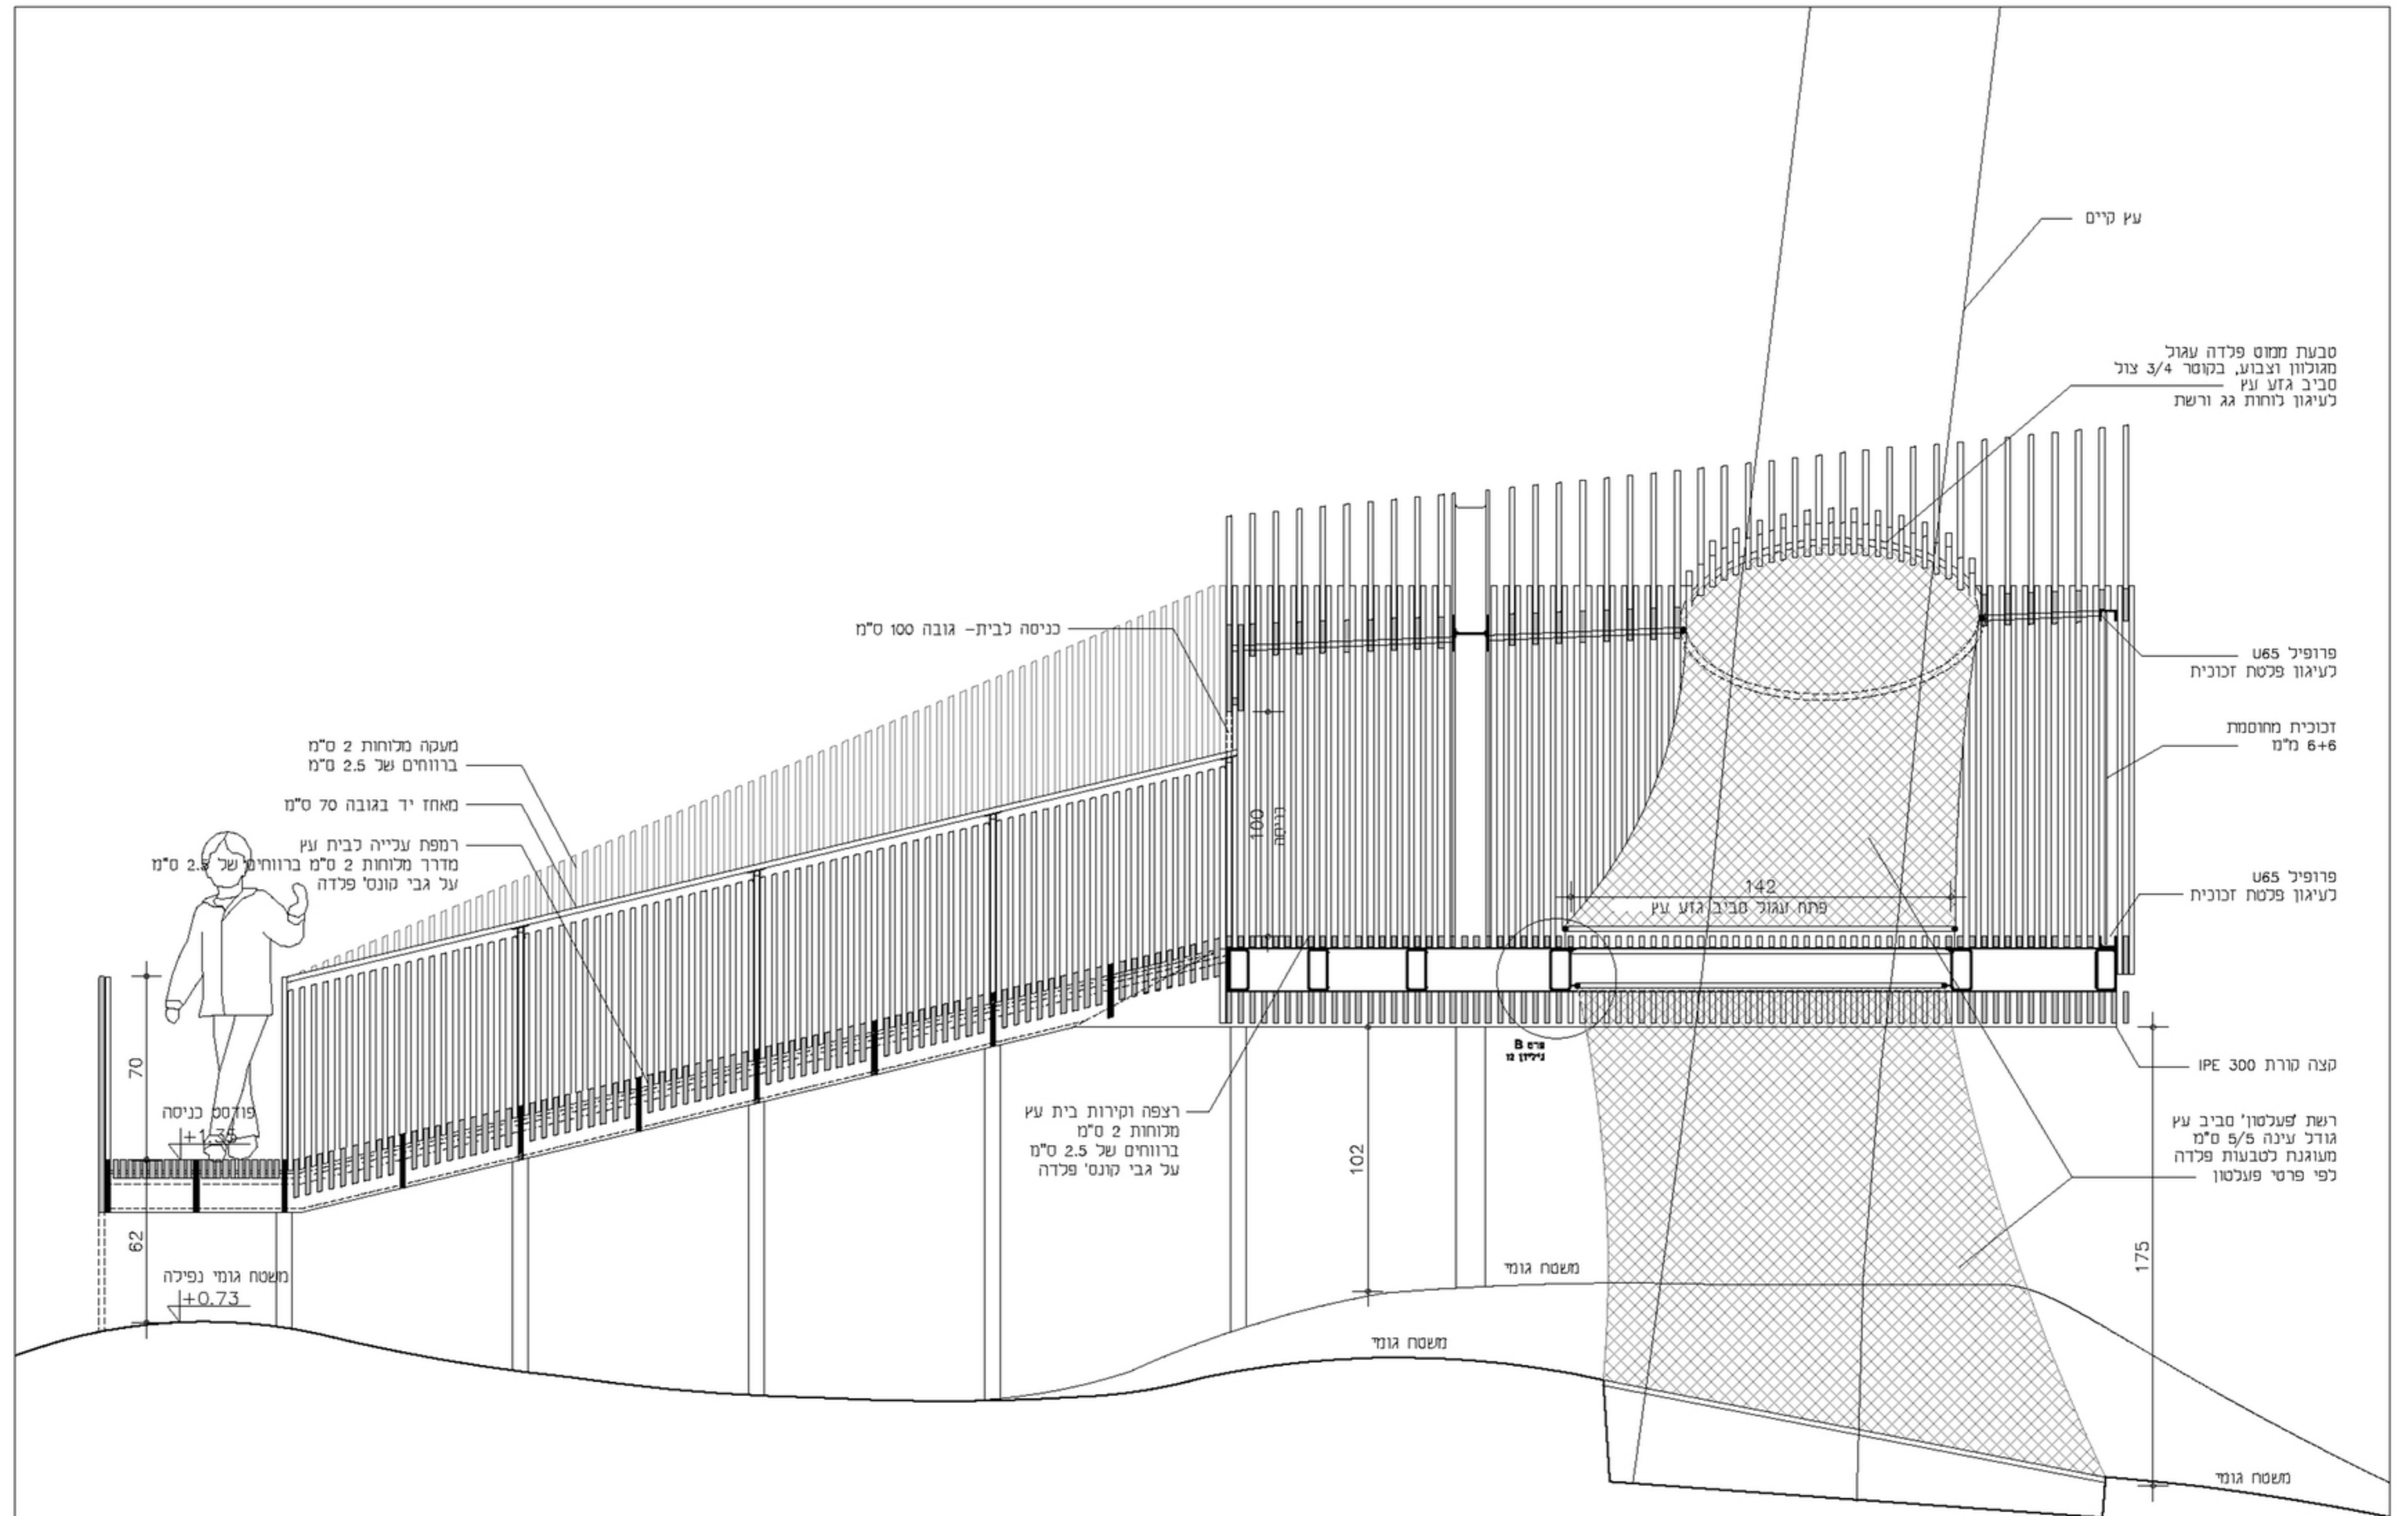 עץ קיים
טבעת ממוט פלדה עגול
מגולוון וצבוע, בקוטר 3/4 צול
סביב גזע עץ
לעיגון לוחות גג ורשת
כניסה לבית- גובה 100 ס"מ
פרופיל U65
לעיגון פלטת זכוכית
זכוכית מחוסמת
6+6 מ"מ
מעקה מלוחות 2 ס"מ
ברווחים של 2.5 ס"מ
מאחז יד בגובה 70 ס"מ
רמפת עלייה לבית עץ
מדרך מלוחות 2 ס"מ ברווחים של 2.5 ס"מ
על גבי קונס' פלדה
100
כניסה
142
פתח עגול סביב גזע עץ
פרופיל U65
לעיגון פלטת זכוכית
פרט B
גיליון 12
קצה קורת IPE 300
70
פודסט כניסה
+1.35
רצפה וקירות בית עץ
מלוחות 2 ס"מ
ברווחים של 2.5 ס"מ
על גבי קונס' פלדה
102
רשת 'פעלטון' סביב עץ
גודל עינה 5/5 ס"מ
מעוגנת לטבעות פלדה
לפי פרטי פעלטון
62
משטח גומי נפילה
+0.73
משטח גומי
175
משטח גומי
משטח גומי